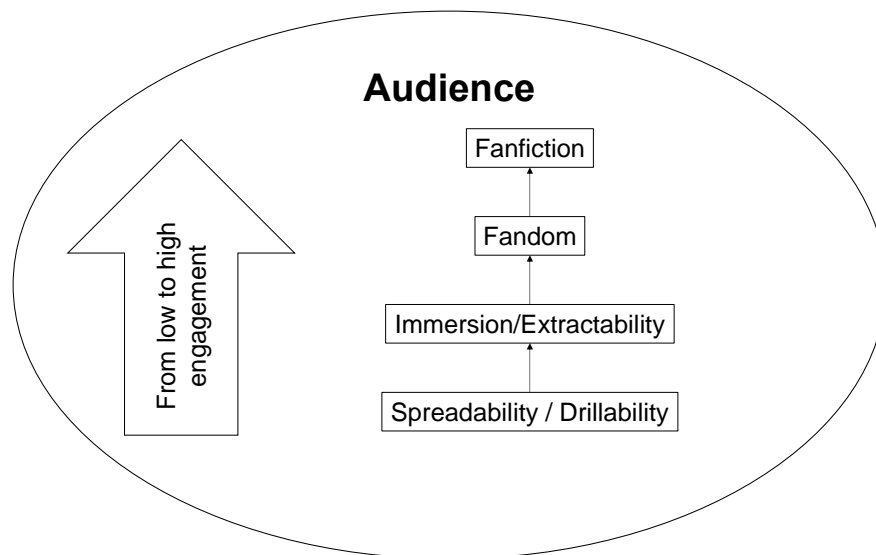 Audience
Fanfiction
Fandom
From low to high
engagement
Immersion/Extractability
Spreadability / Drillability